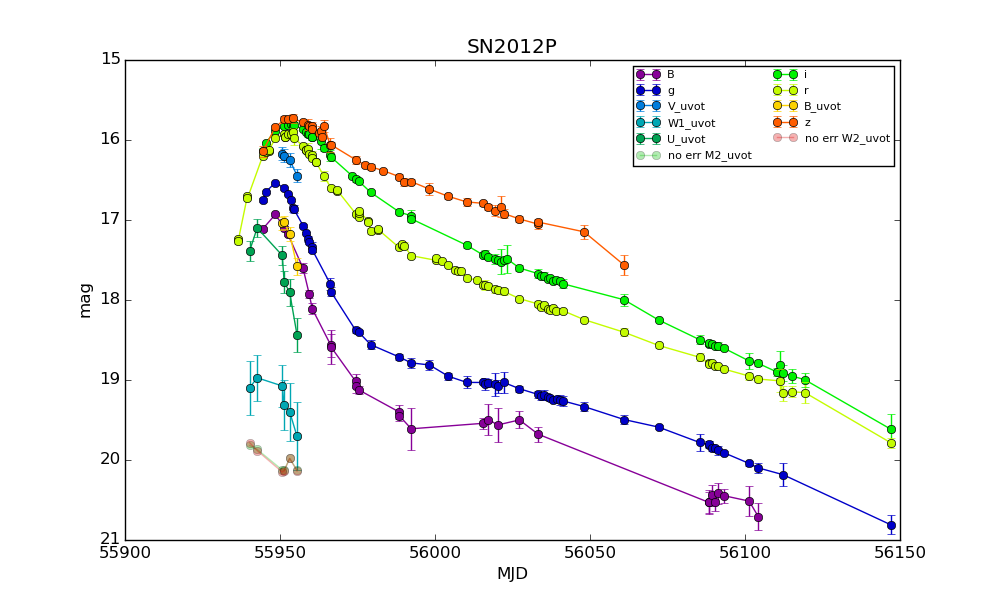 SN2012P
15
16
17
18
19
20
21
mag
B
g
V_uvot
W1_uvot
U_uvot
no err M2_uvot
i
r
B_uvot
z
no err W2_uvot
55900 55950 56000 56050 56100 56150
MJD